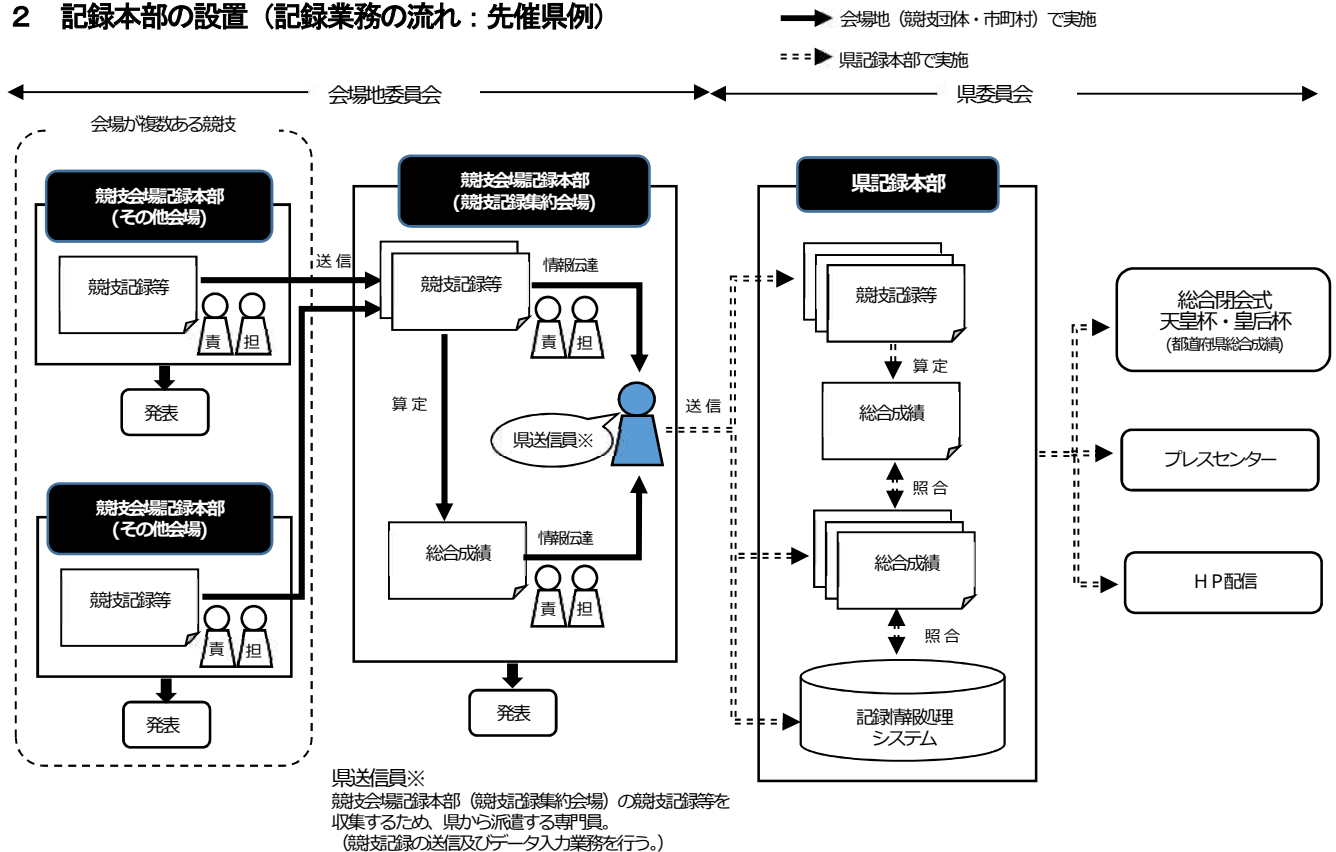 ２　記録本部の設置（記録業務の流れ：先催県例）
会場地（競技団体・市町村）で実施
県記録本部で実施
会場地委員会
県委員会
会場が複数ある競技
競技会場記録本部
(その他会場)
競技記録等
責
担
発表
競技会場記録本部
(その他会場)
競技記録等
責
担
発表
送 信
競技会場記録本部
(競技記録集約会場)
競技記録等
情報伝達
責
担
算 定
県送信員※
総合成績
情報伝達
責
担
発表
送 信
県記録本部
競技記録等
算 定
総合成績
照 合
総合成績
照 合
記録情報処理
システム
総合閉会式
天皇杯・皇后杯
(都道府県総合成績)
プレスセンター
ＨＰ配信
県送信員※
競技会場記録本部（競技記録集約会場）の競技記録等を
収集するため、県から派遣する専門員。
（競技記録の送信及びデータ入力業務を行う。）